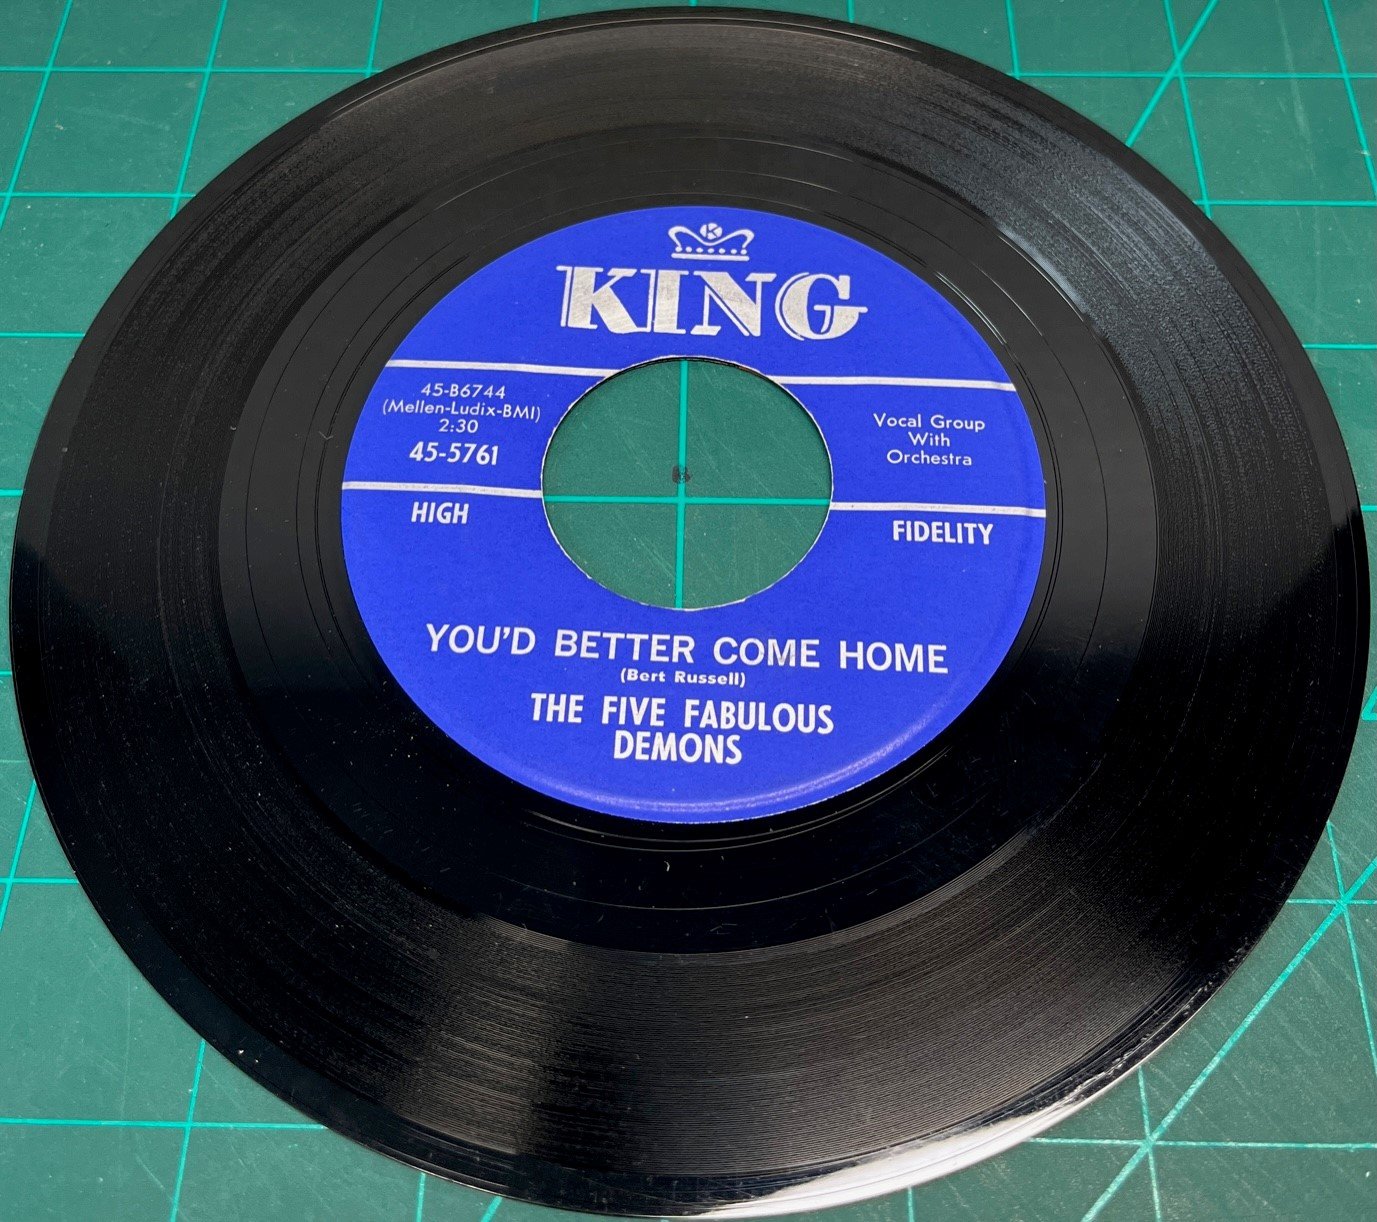 K
KING
45-B6744
(Mellen-Ludix-BMI)
2:30
45-5761
Vocal Group
With
Orchestra
HIGH
FIDELITY
YOU'D BETTER COME HOME
(Bert Russell)
THE FIVE FABULOUS
DEMONS